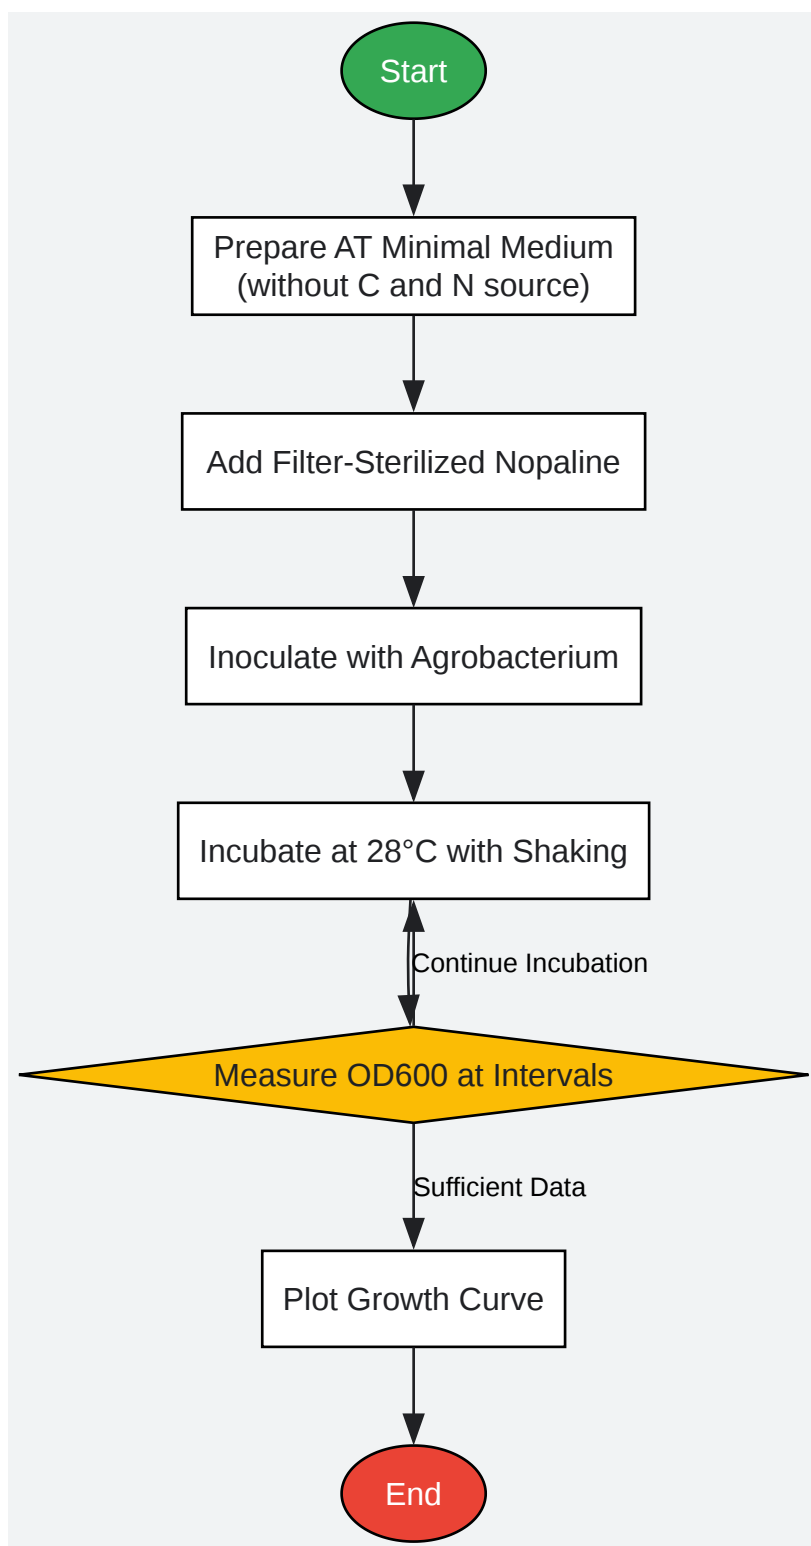 Start
Prepare AT Minimal Medium
(without C and N source)
Add Filter-Sterilized Nopaline
Inoculate with Agrobacterium
Incubate at 28°C with Shaking
Continue Incubation
Measure OD600 at Intervals
Sufficient Data
Plot Growth Curve
End